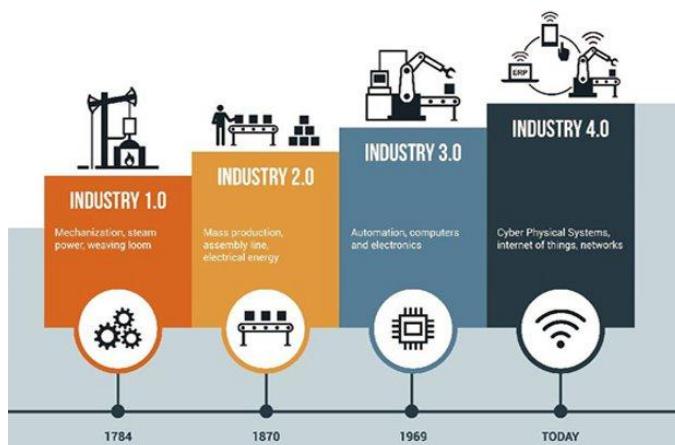 ERP
INDUSTRY 1.0
Mechanization, steam
power, weaving loom
INDUSTRY 2.0
Mass production,
assembly line,
electrical energy
INDUSTRY 3.0
Automation, computers
and electronics
INDUSTRY 4.0
Cyber Physical Systems,
internet of things, networks
1784
1870
1969
TODAY